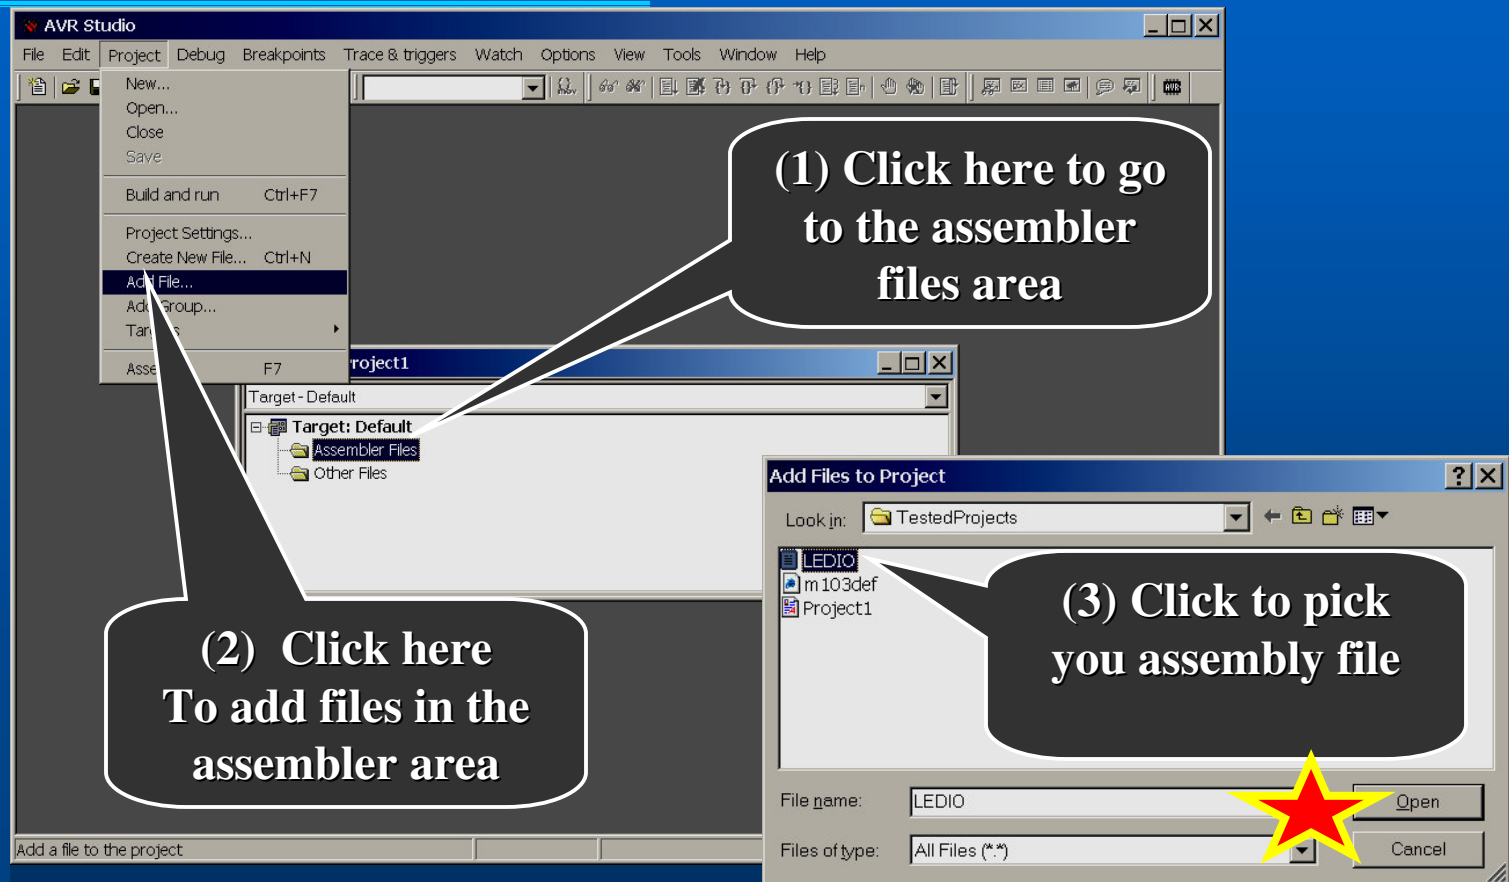 AVR Studio
File Edit Project Debug Breakpoints Trace & triggers Watch Options View Tools Window Help
New...
Open...
Close
Save
Build and run Ctrl+F7
Project Settings...
Create New File... Ctrl+N
Add File...
Add Group...
F7
(1) Click here to go
to the assembler
files area
roject1
Target - Default
Target: Default
Assembler Files
Other Files
(2) Click here
To add files in the
assembler area
Add a file to the project
Add Files to Project
Look in: TestedProjects
LEDIO
m103def
Project1
(3) Click to pick
you assembly file
File name: LEDIO Open
Files of type: All Files (*.*) Cancel